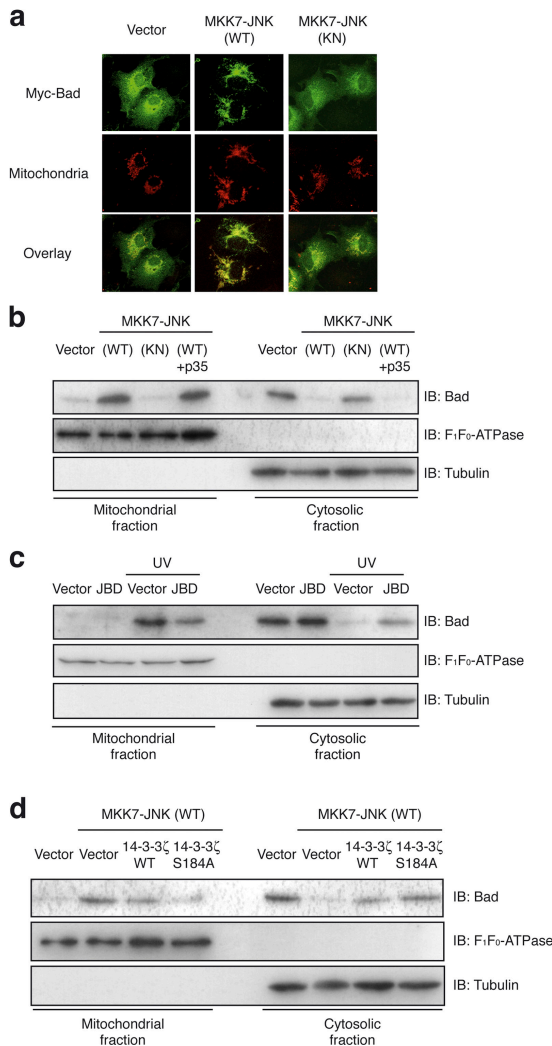 a
Vector
MKK7-JNK
(WT)
MKK7-JNK
(KN)
Myc-Bad
Mitochondria
Overlay
b
MKK7-JNK
MKK7-JNK
Vector (WT) (KN) (WT)
+p35
Vector (WT) (KN) (WT)
+p35
IB: Bad
IB: F₁F₀-ATPase
IB: Tubulin
Mitochondrial
fraction
Cytosolic
fraction
c
UV
UV
Vector JBD Vector JBD
Vector JBD Vector JBD
IB: Bad
IB: F₁F₀-ATPase
IB: Tubulin
Mitochondrial
fraction
Cytosolic
fraction
d
MKK7-JNK (WT)
MKK7-JNK (WT)
Vector Vector 14-3-3ζ 14-3-3ζ
WT S184A
Vector Vector 14-3-3ζ 14-3-3ζ
WT S184A
IB: Bad
IB: F₁F₀-ATPase
IB: Tubulin
Mitochondrial
fraction
Cytosolic
fraction